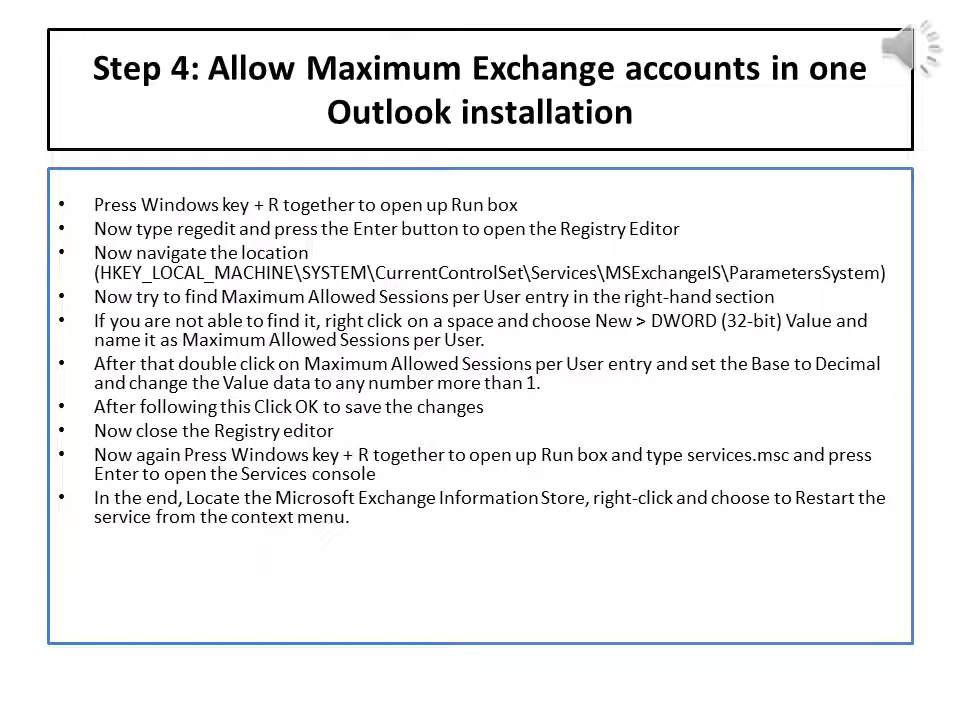 Step 4: Allow Maximum Exchange accounts in one
Outlook installation
• Press Windows key + R together to open up Run box
• Now type regedit and press the Enter button to open the Registry Editor
• Now navigate the location
(HKEY_LOCAL_MACHINE\SYSTEM\CurrentControlSet\Services\MSExchangeIS\ParametersSystem)
• Now try to find Maximum Allowed Sessions per User entry in the right-hand section
• If you are not able to find it, right click on a space and choose New > DWORD (32-bit) Value and
name it as Maximum Allowed Sessions per User.
• After that double click on Maximum Allowed Sessions per User entry and set the Base to Decimal
and change the Value data to any number more than 1.
• After following this Click OK to save the changes
• Now close the Registry editor
• Now again Press Windows key + R together to open up Run box and type services.msc and press
Enter to open the Services console
• In the end, Locate the Microsoft Exchange Information Store, right-click and choose to Restart the
service from the context menu.